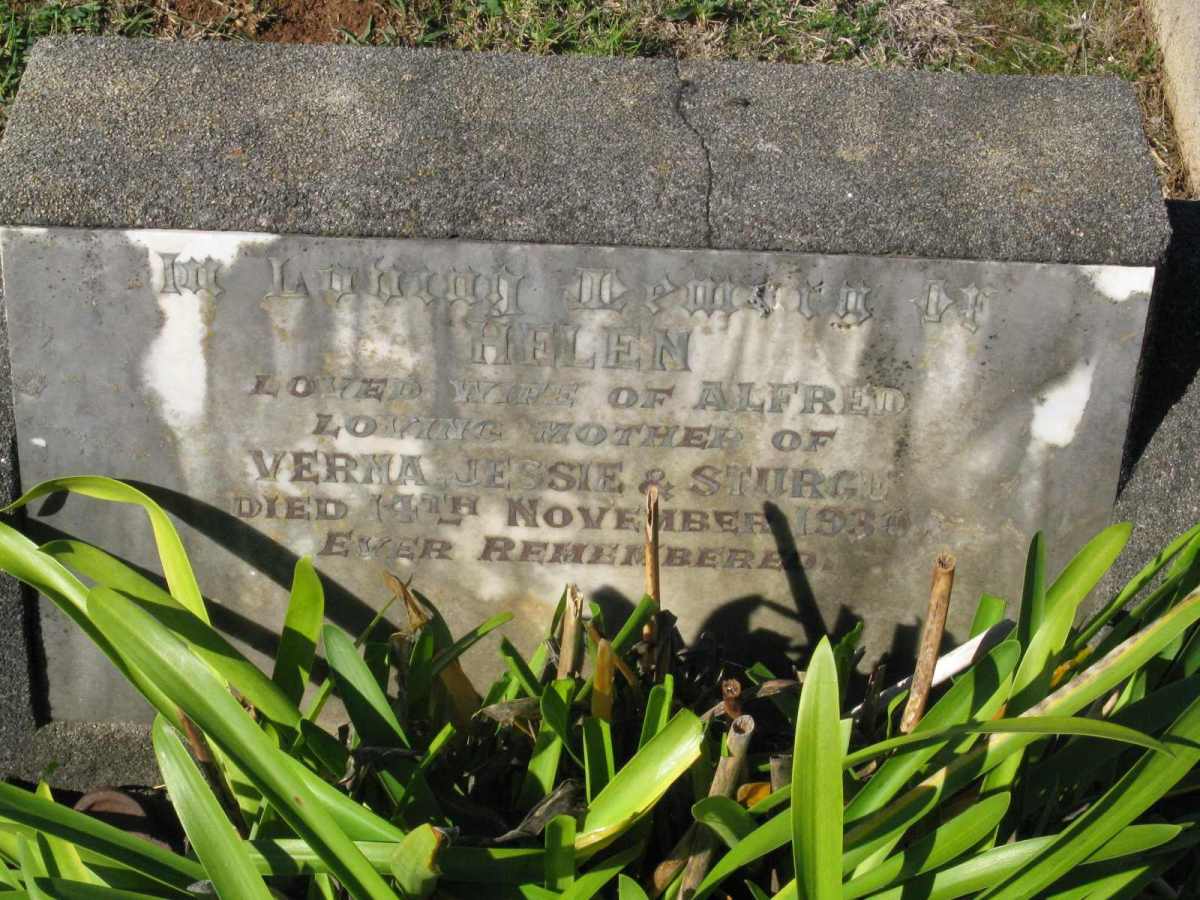 In Loving Memory of
HELEN
LOVED WIFE OF ALFRED
LOVING MOTHER OF
VERNA, JESSIE & STURGE
DIED 14TH NOVEMBER
EVER REMEMBERED.